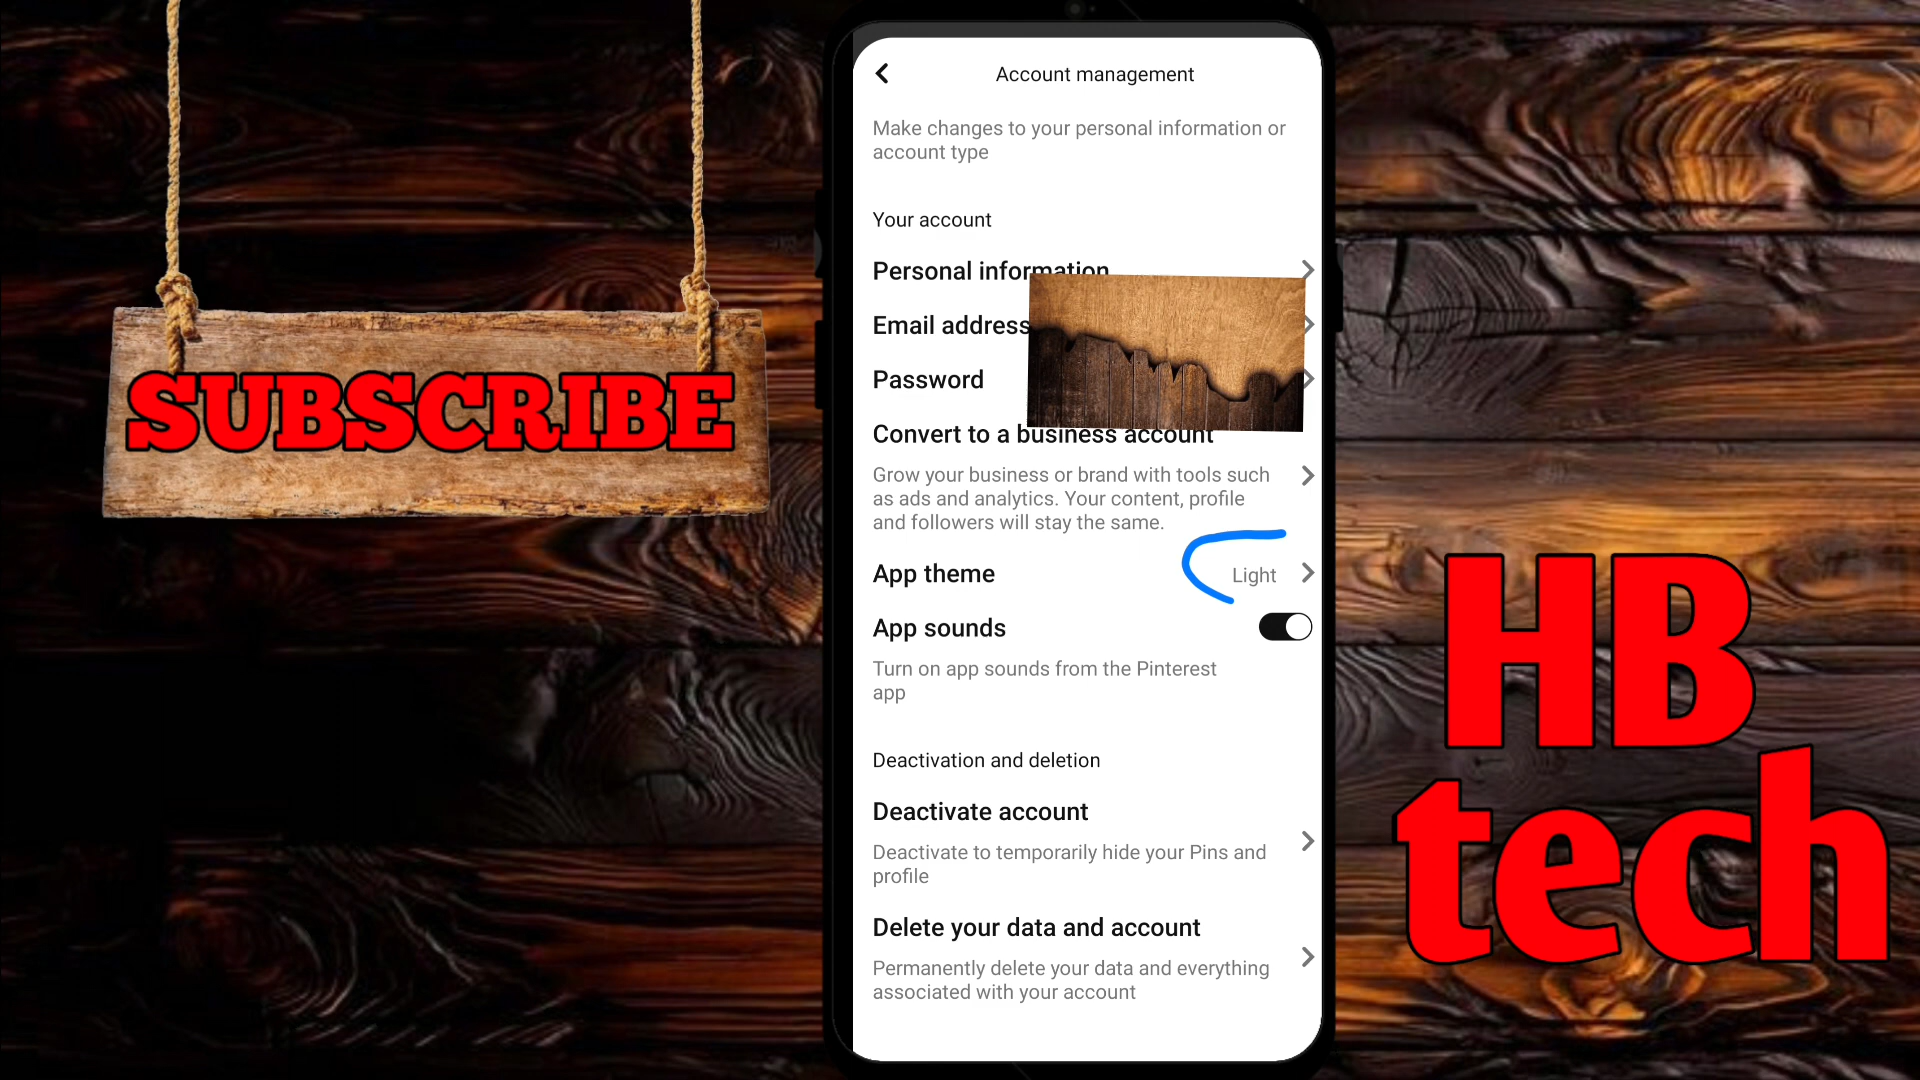 SUBSCRIBE
Account management
Make changes to your personal information or
account type
Your account
Personal information
Email address
Password
Convert to a business account
Grow your business or brand with tools such
as ads and analytics. Your content, profile
and followers will stay the same.
App theme
Light
App sounds
Turn on app sounds from the Pinterest
app
Deactivation and deletion
Deactivate account
Deactivate to temporarily hide your Pins and
profile
Delete your data and account
Permanently delete your data and everything
associated with your account
HB
tech